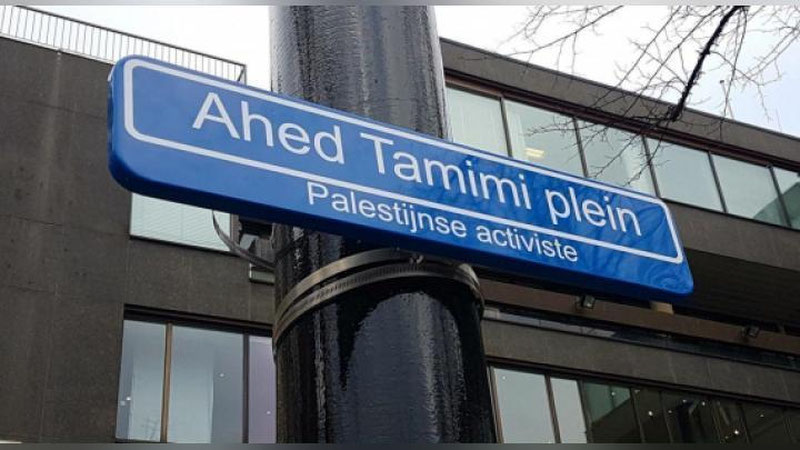 Ahed Tamimi plein
Palestijnse activiste